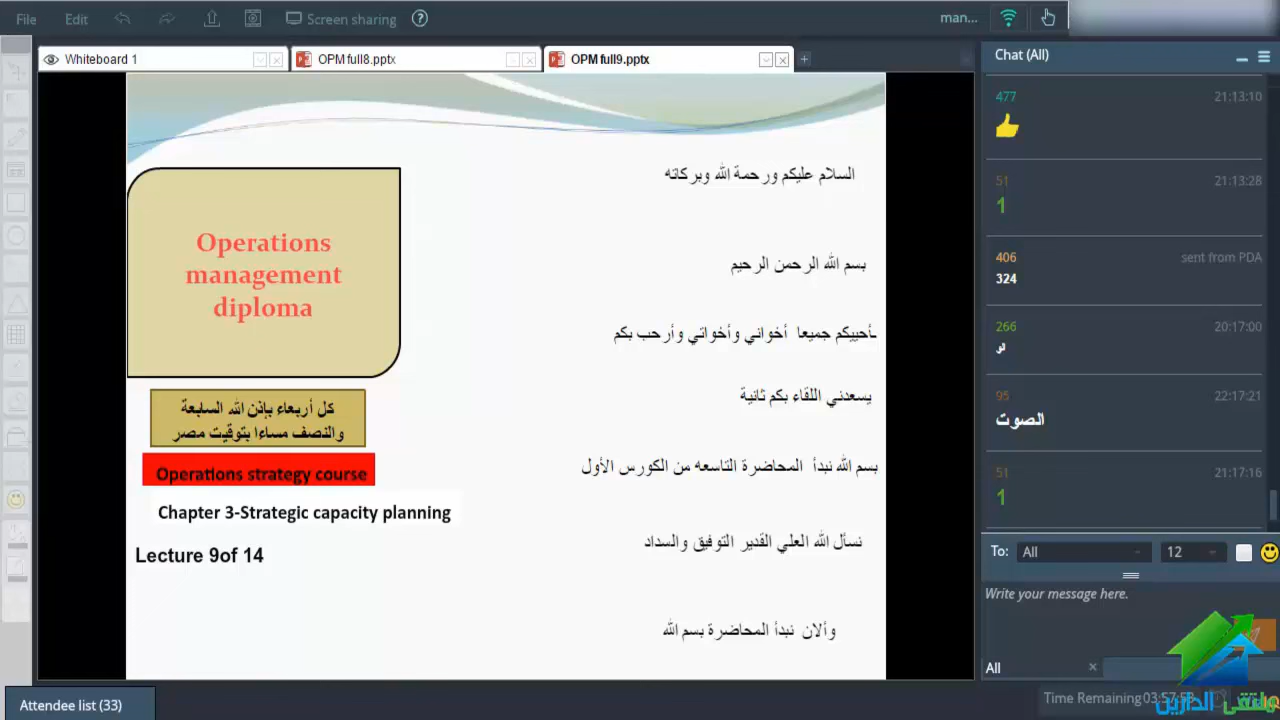 File Edit Screen sharing ? man...
Whiteboard 1
OPM full8.pptx
OPM full9.pptx
السلام عليكم ورحمة الله وبركاته
بسم الله الرحمن الرحيم
أحييكم جميعا أخواني وأخواتي وأرحب بكم
يسعدني اللقاء بكم ثانية
بسم الله نبدأ المحاضرة التاسعه من الكورس الأول
نسأل الله العلي القدير التوفيق والسداد
وألان نبدأ المحاضرة بسم الله
Operations
management
diploma
كل أربعاء بإذن الله السابعة
والنصف مساءا بتوقيت مصر
Operations strategy course
Chapter 3-Strategic capacity planning
Lecture 9of 14
Chat (All)
477 21:13:10
51 21:13:28
1
406 sent from PDA
324
266 20:17:00
نو
95 22:17:21
الصوت
51 21:17:16
1
To: All 12
Write your message here.
All
Attendee list (33)
Time Remaining 03:57:5
ملتقى الدارين